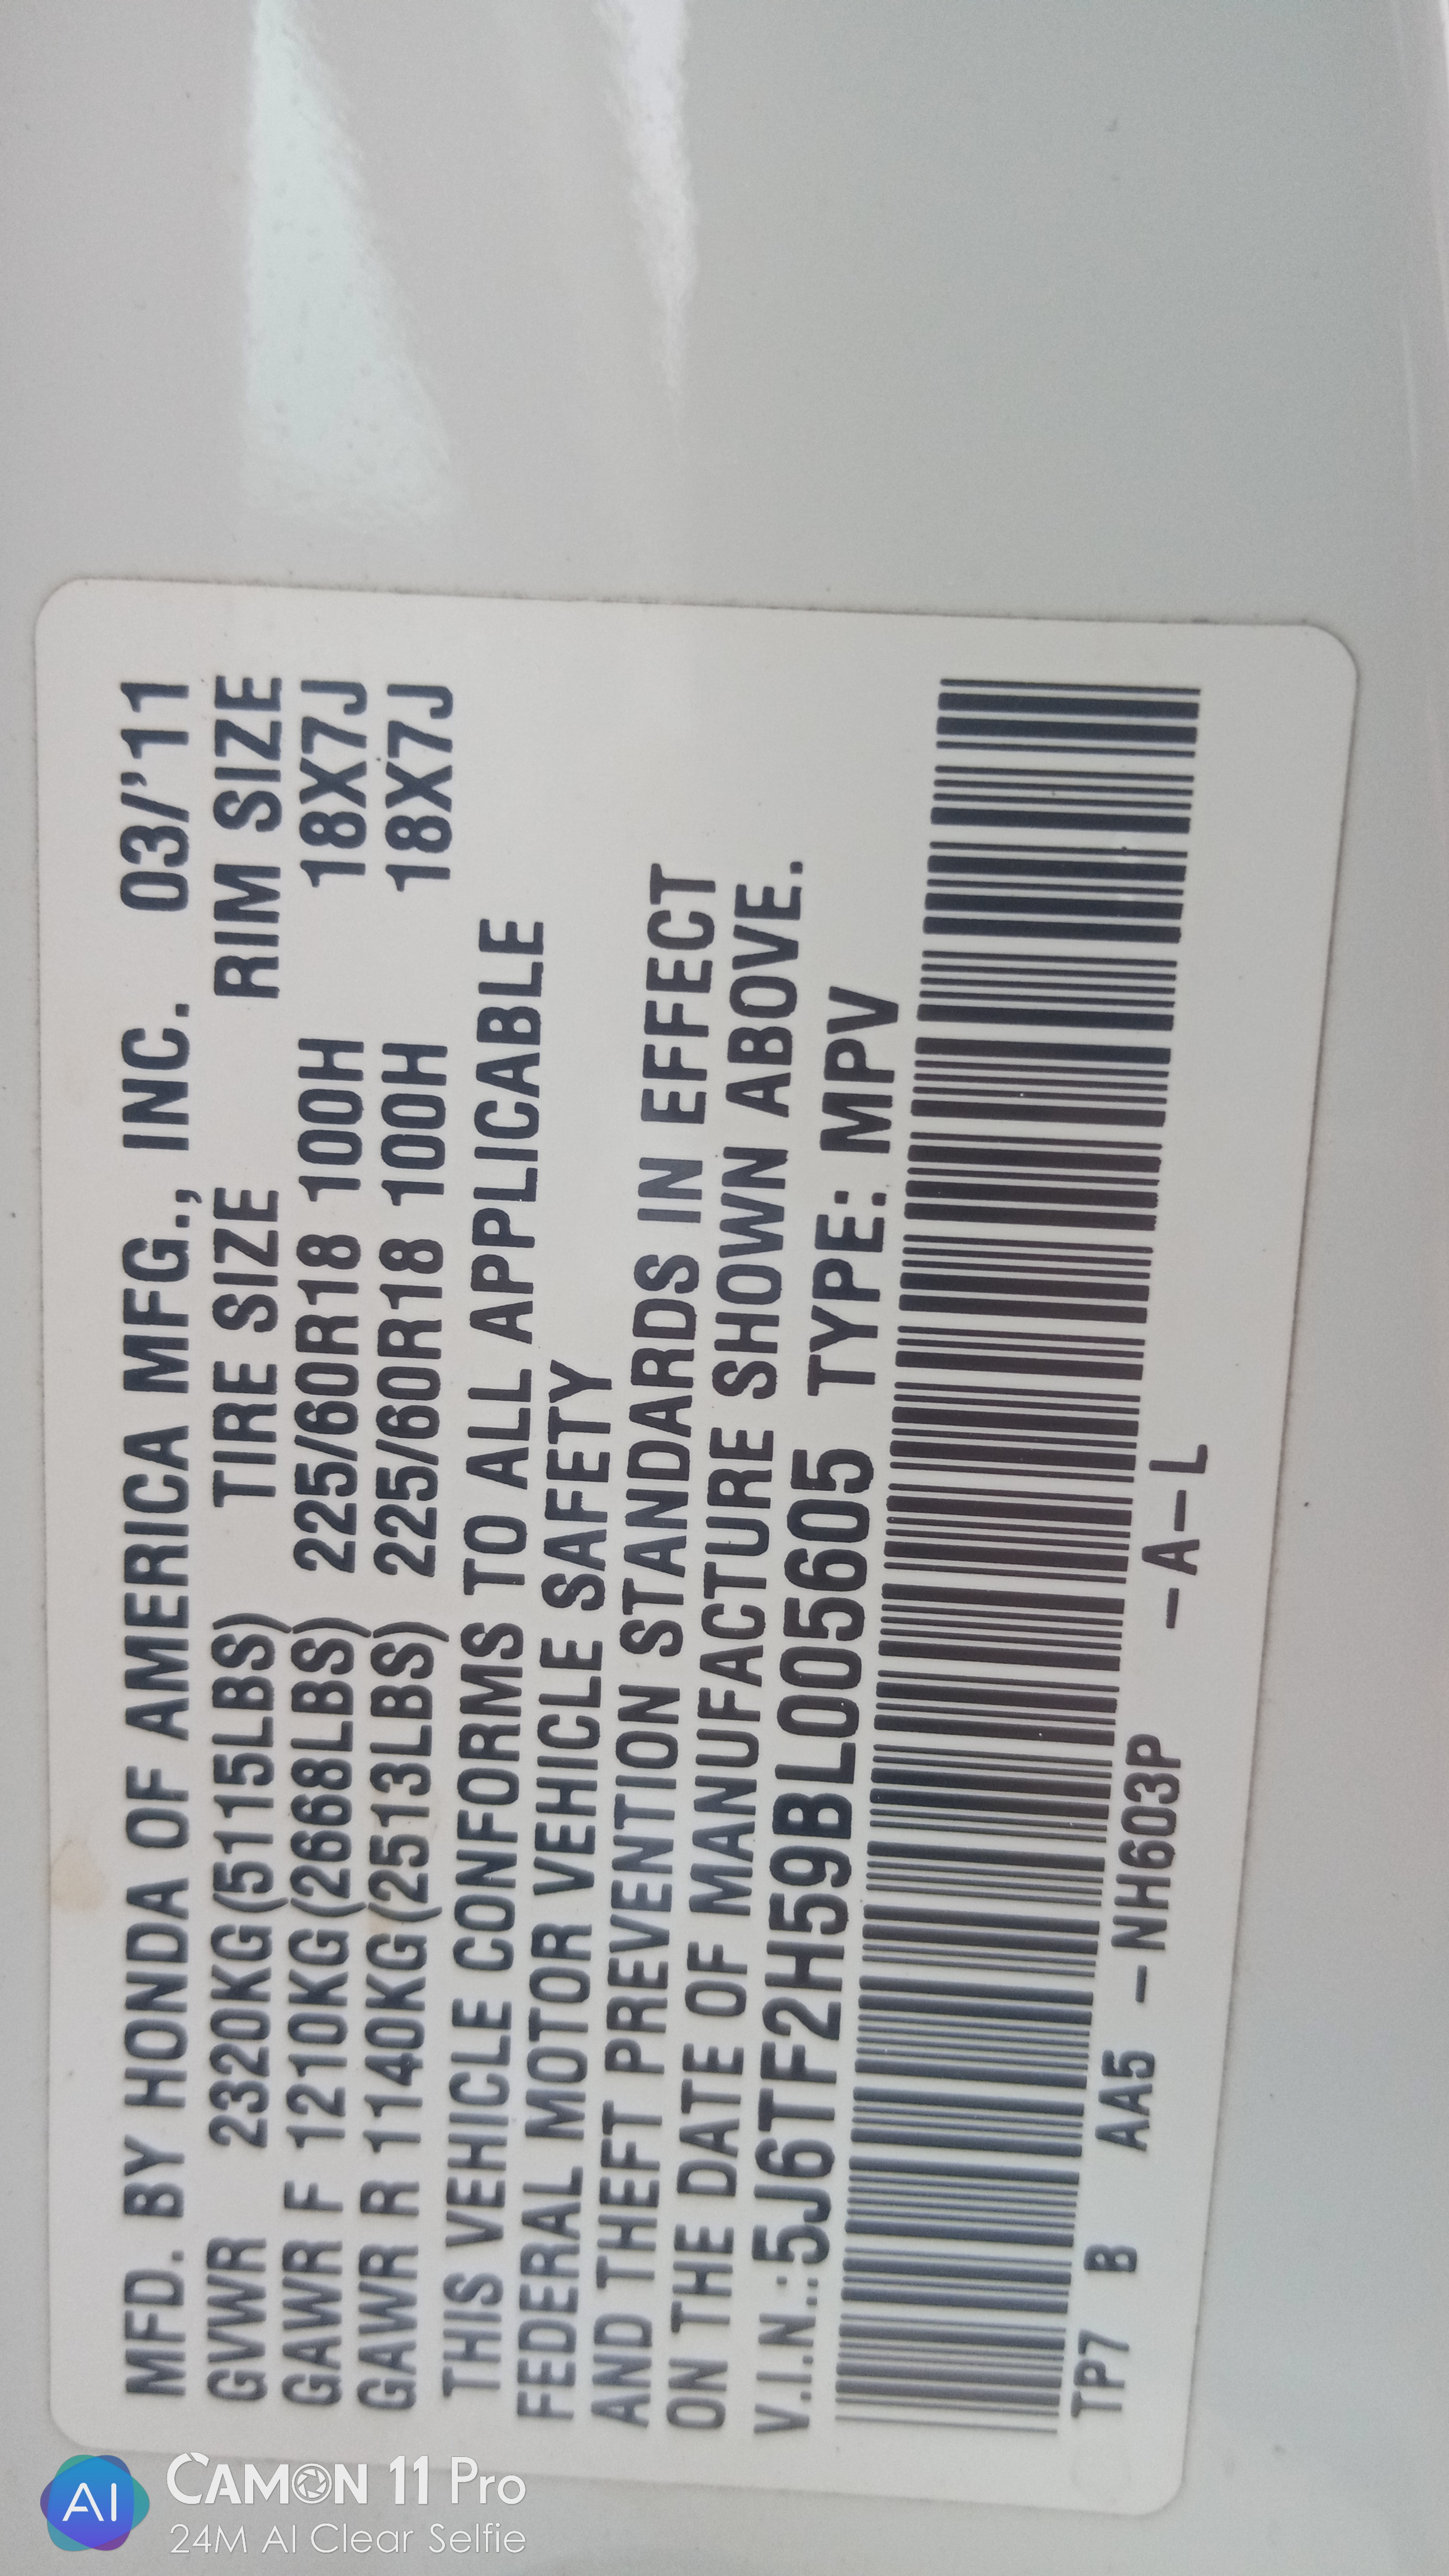 MFD. BY HONDA OF AMERICA MFG., INC. 03/'11
GVWR 2320KG(5115LBS) TIRE SIZE RIM SIZE
GAWR F 1210KG(2668LBS) 225/60R18 100H 18X7J
GAWR R 1140KG(2513LBS) 225/60R18 100H 18X7J
THIS VEHICLE CONFORMS TO ALL APPLICABLE
FEDERAL MOTOR VEHICLE SAFETY
AND THEFT PREVENTION STANDARDS IN EFFECT
ON THE DATE OF MANUFACTURE SHOWN ABOVE.
V.I.N.:5J6TF2H59BL005605 TYPE: MPV
TP7 B AA5 -NH603P -A-L
AI CAMON 11 Pro
24M AI Clear Selfie